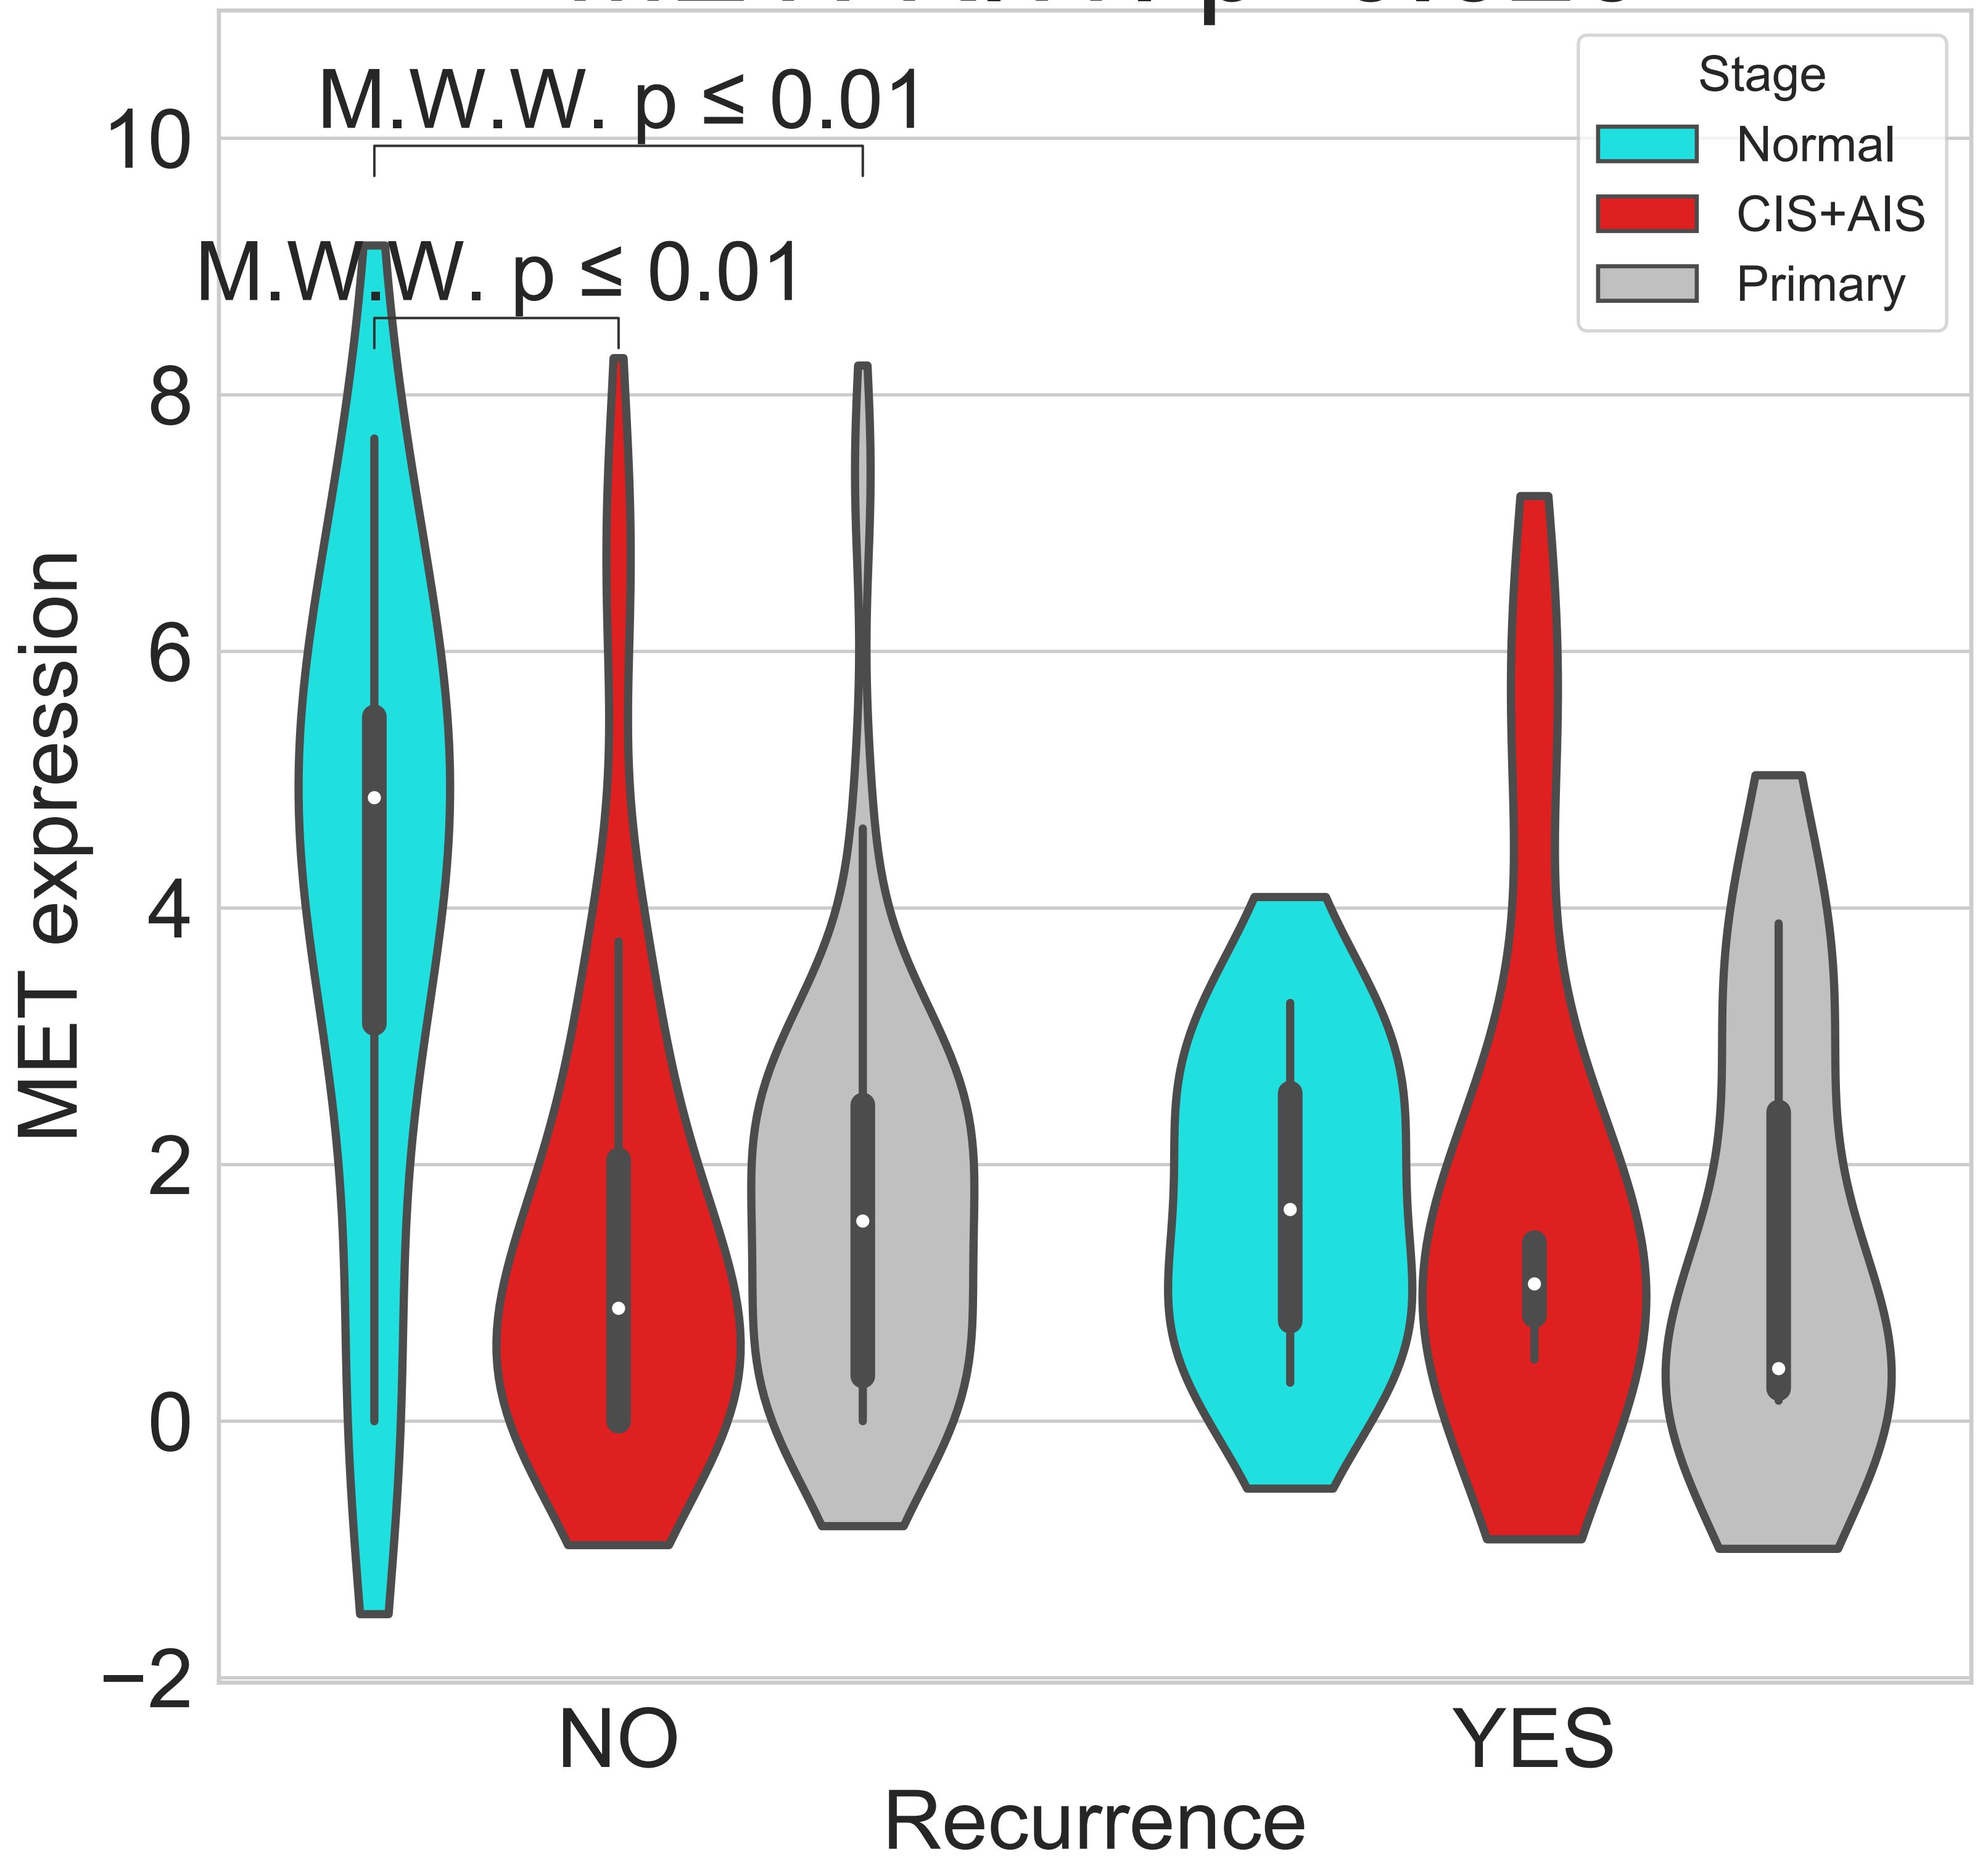 M.W.W. p ≤ 0.01
M.W.W. p ≤ 0.01
Stage
Normal
CIS+AIS
Primary
10
8
6
4
2
0
−2
MET expression
NO
YES
Recurrence